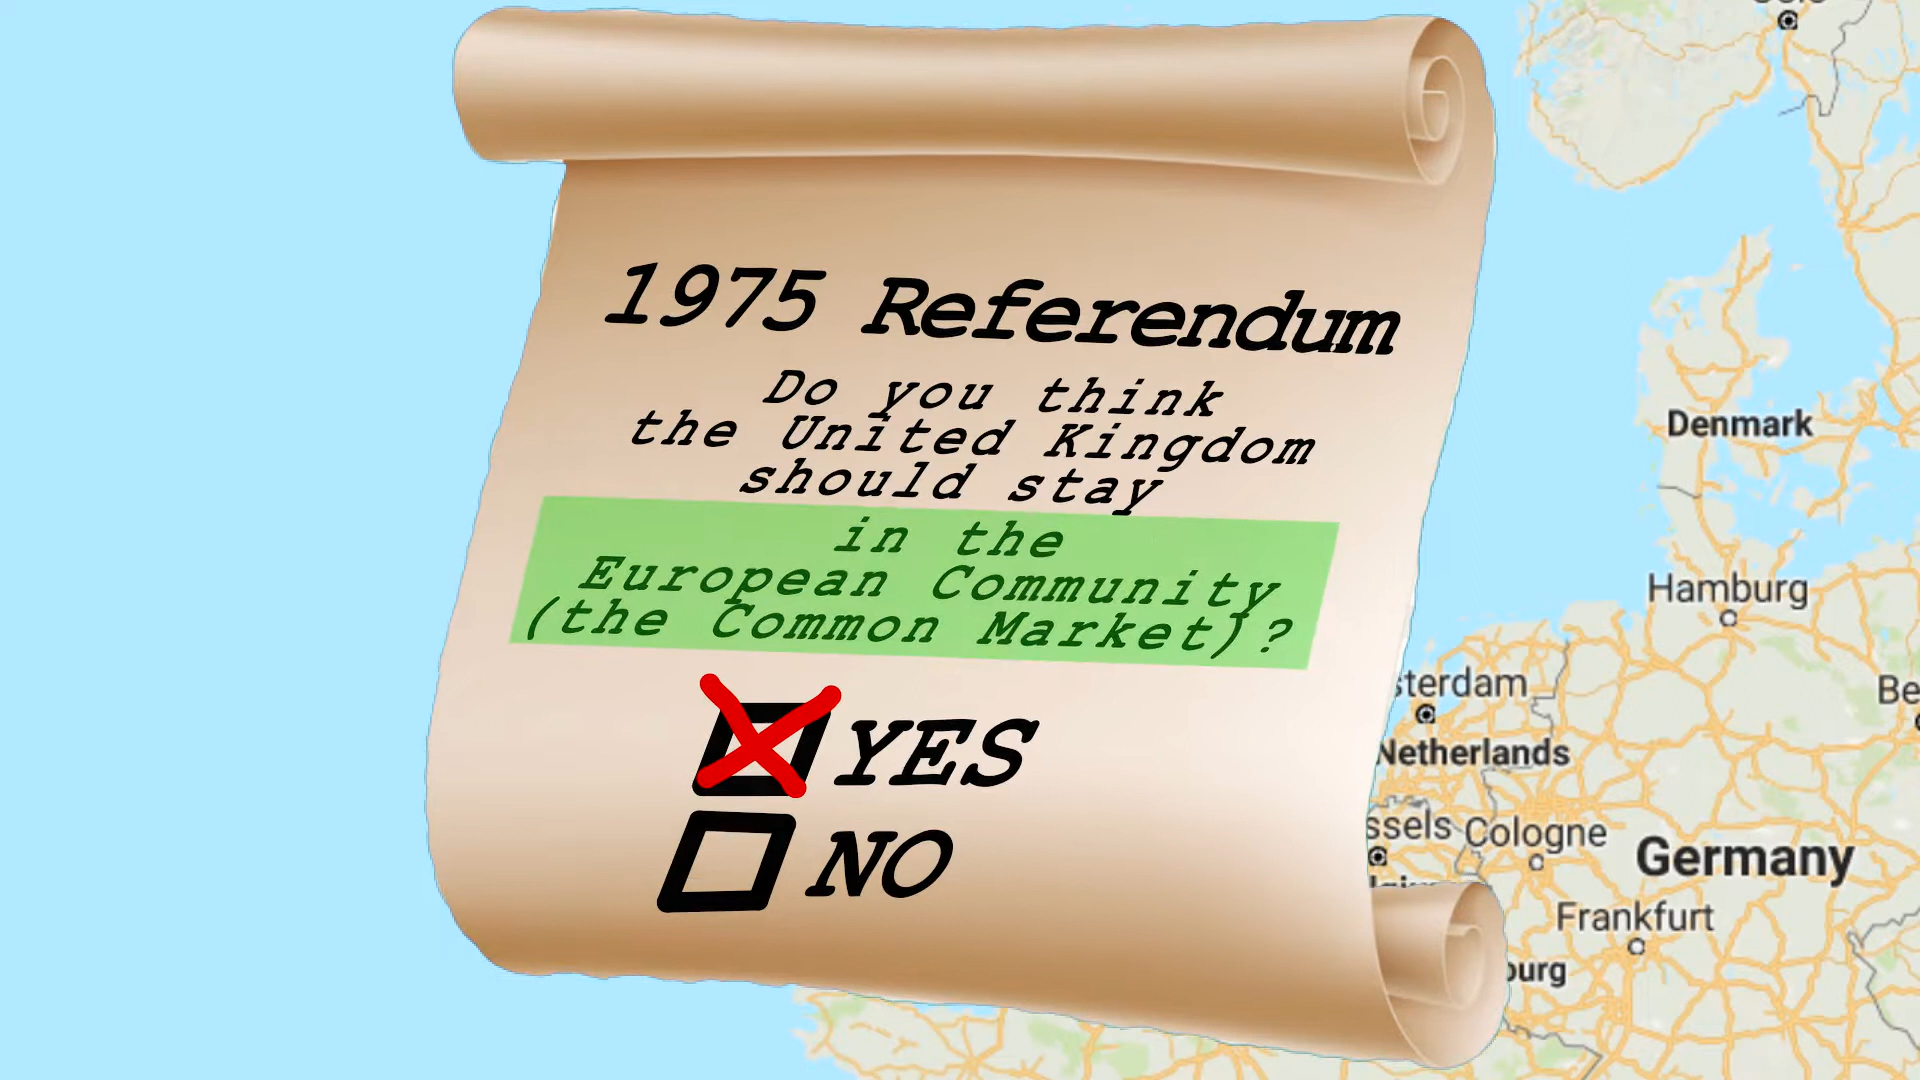 1975 Referendum
Do you think
the United Kingdom
should stay
in the
European Community
(the Common Market)?
YES
NO
Denmark
Hamburg
sterdam
Be
Netherlands
ssels
Cologne
Germany
Frankfurt
ourg